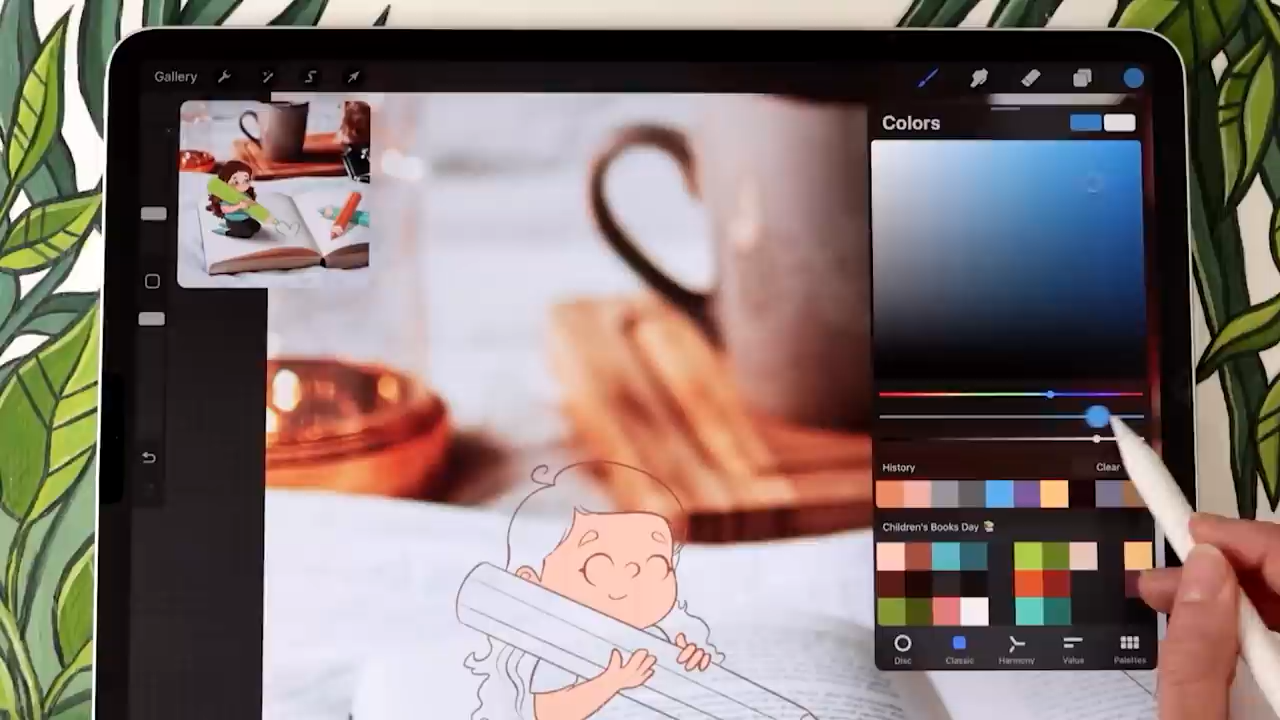 Gallery
Colors
History
Clear
Children's Books Day
Disc
Classic
Harmony
Value
Palettes